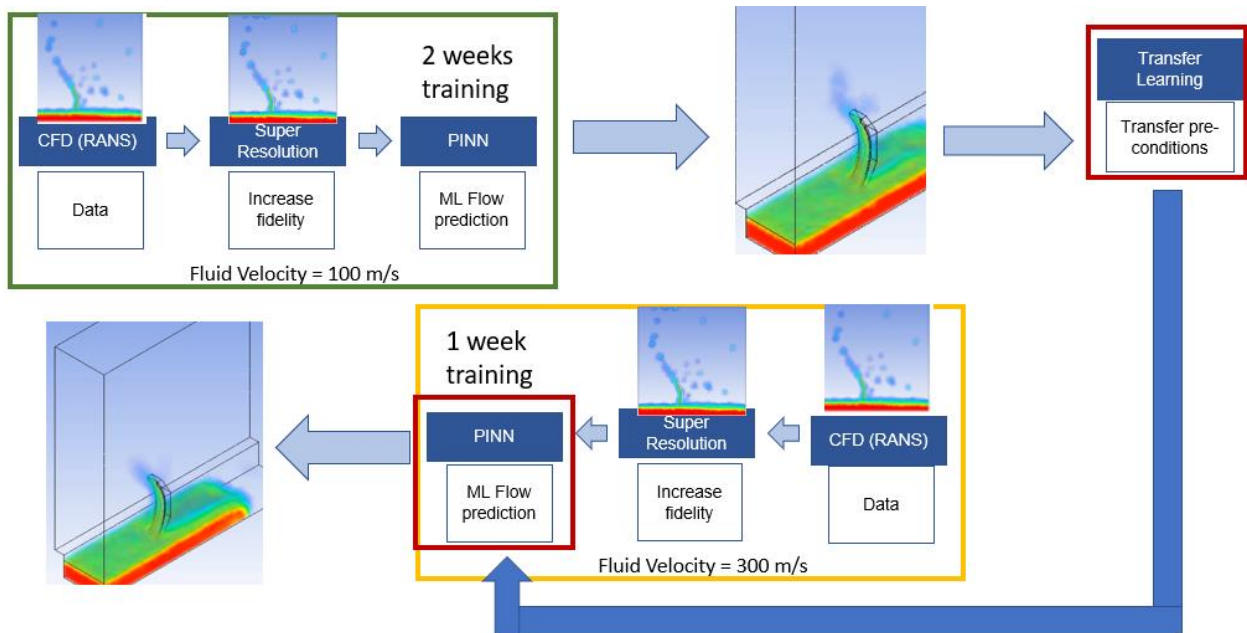 2 weeks
training
CFD (RANS)
Super
Resolution
PINN
Data
Increase
fidelity
ML Flow
prediction
Fluid Velocity = 100 m/s
Transfer
Learning
Transfer pre-
conditions
1 week
training
PINN
Super
Resolution
CFD (RANS)
ML Flow
prediction
Increase
fidelity
Data
Fluid Velocity = 300 m/s